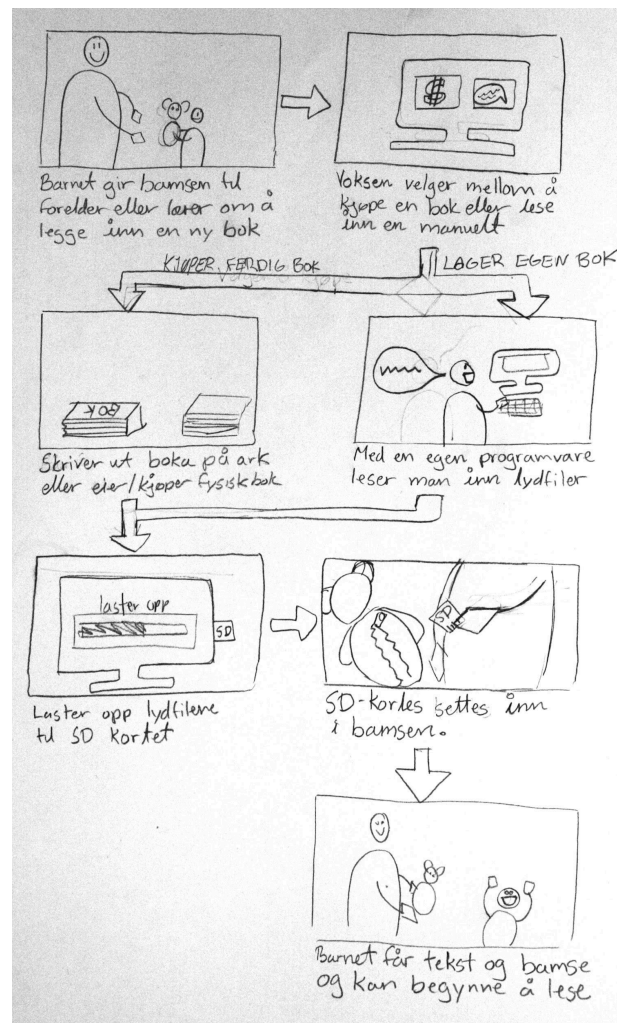 Barnet gir bamsen til
forelder eller lærer om å
legge inn en ny bok
$
Voksen velger mellom å
kjøpe en bok eller lese
inn en manuelt
KJØPER FERDIG BOK
LAGER EGEN BOK
BOK
Skriver ut boka på ark
eller eier/kjøper fysisk bok
Med en egen programvare
leser man inn lydfiler
laster opp
SD
Laster opp lydfilene
til SD kortet
SD
SD-kortes settes inn
i bamsen.
Barnet får tekst og bamse
og kan begynne å lese